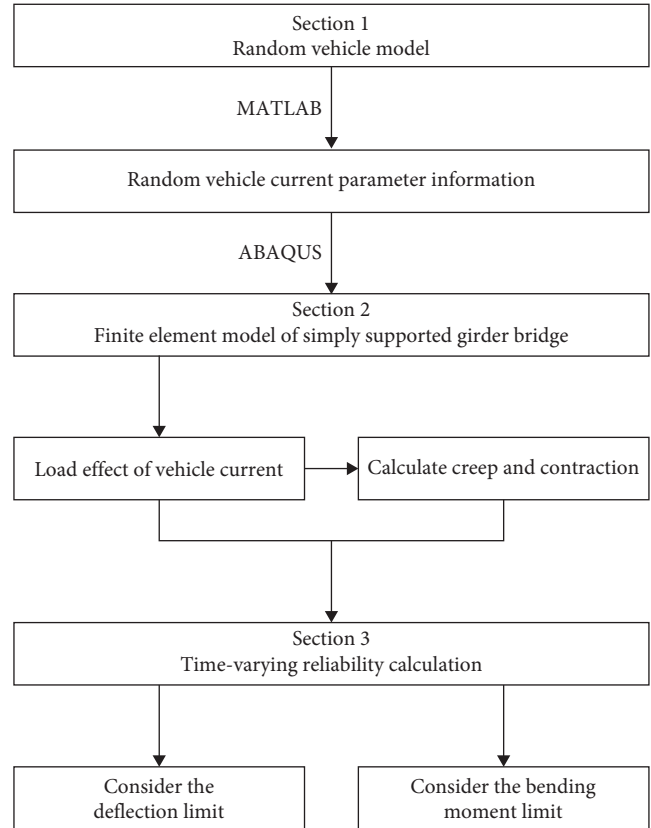 Section 1
Random vehicle model
MATLAB
Random vehicle current parameter information
ABAQUS
Section 2
Finite element model of simply supported girder bridge
Load effect of vehicle current
Calculate creep and contraction
Section 3
Time-varying reliability calculation
Consider the
deflection limit
Consider the bending
moment limit